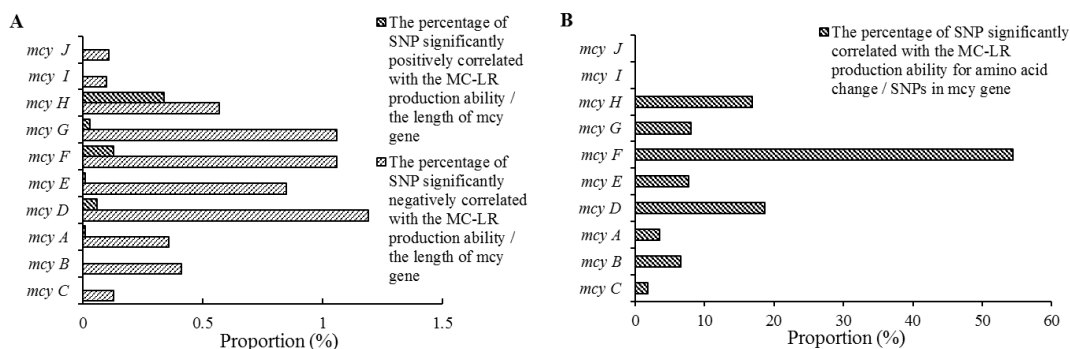 A
mcy J
mcy I
mcy H
mcy G
mcy F
mcy E
mcy D
mcy A
mcy B
mcy C
0
0.5
1
1.5
Proportion (%)
The percentage of
SNP significantly
positively correlated
with the MC-LR
production ability /
the length of mcy
gene
The percentage of
SNP significantly
negatively correlated
with the MC-LR
production ability /
the length of mcy
gene
B
mcy J
mcy I
mcy H
mcy G
mcy F
mcy E
mcy D
mcy A
mcy B
mcy C
0
10
20
30
40
50
60
Proportion (%)
The percentage of SNP significantly
correlated with the MC-LR
production ability for amino acid
change / SNPs in mcy gene